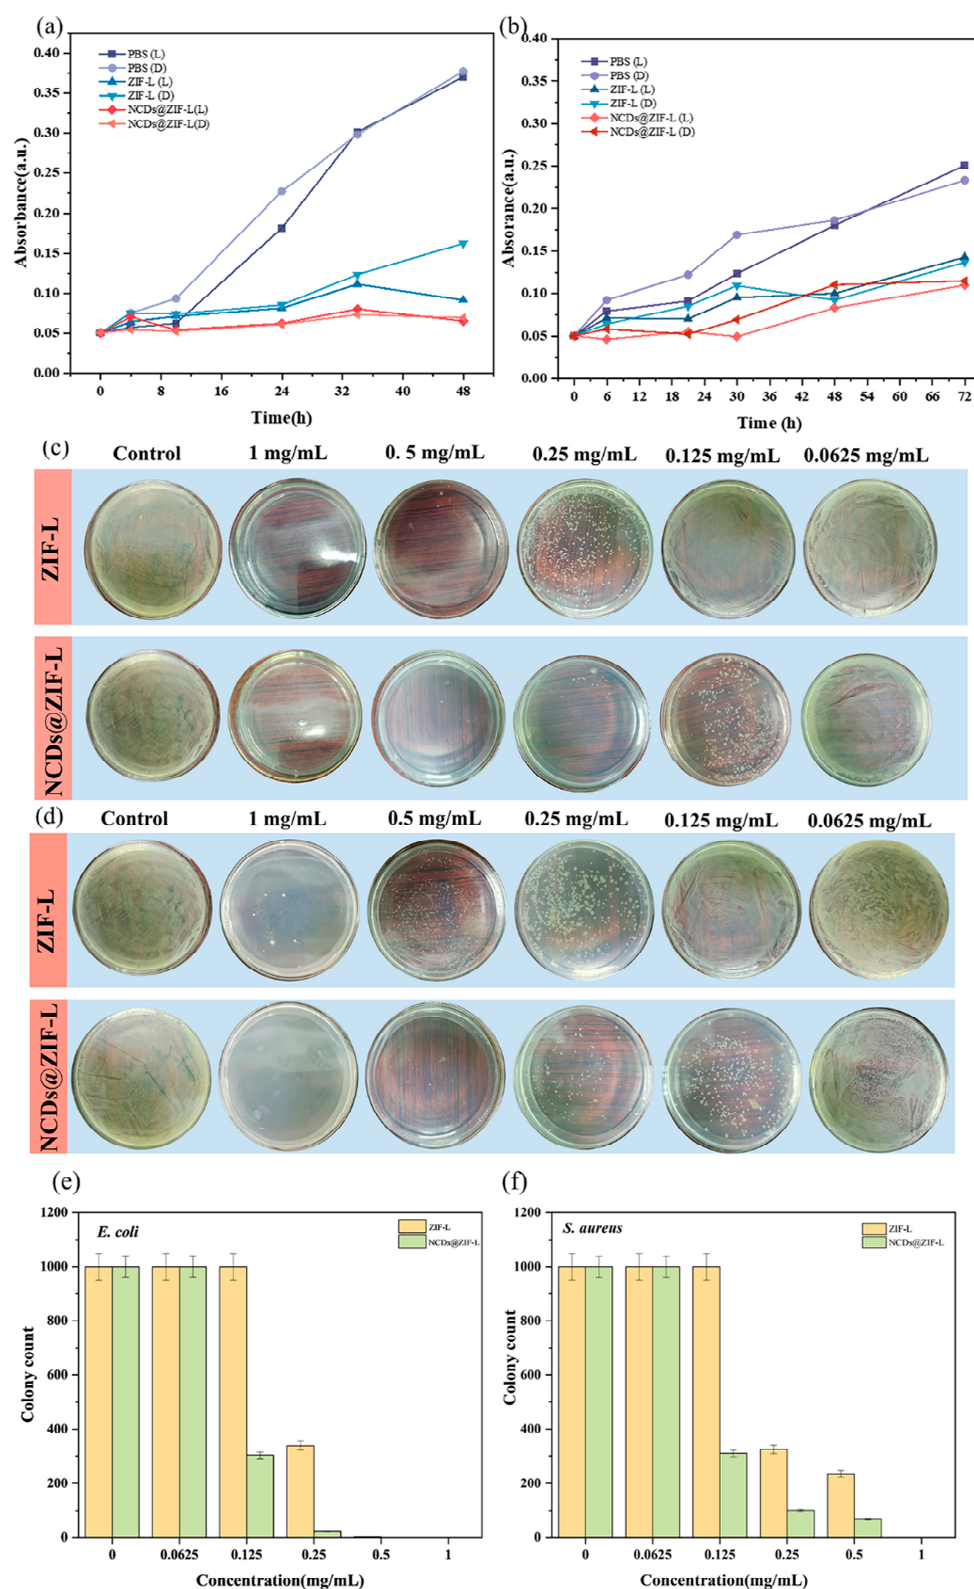 (a)
0.40
0.35
0.30
0.25
0.20
0.15
0.10
0.05
0.00
Absorbance(a.u.)
PBS (L)
PBS (D)
ZIF-L (L)
ZIF-L (D)
NCDs@ZIF-L(L)
NCDs@ZIF-L(D)
0 8 16 24 32 40 48
Time(h)
(b)
0.40
0.35
0.30
0.25
0.20
0.15
0.10
0.05
0.00
Absorance(a.u.)
PBS (L)
PBS (D)
ZIF-L (L)
ZIF-L (D)
NCDs@ZIF-L (L)
NCDs@ZIF-L (D)
0 6 12 18 24 30 36 42 48 54 60 66 72
Time (h)
(c)
Control 1 mg/mL 0. 5 mg/mL 0.25 mg/mL 0.125 mg/mL 0.0625 mg/mL
ZIF-L
NCDs@ZIF-L
(d)
Control 1 mg/mL 0.5 mg/mL 0.25 mg/mL 0.125 mg/mL 0.0625 mg/mL
ZIF-L
NCDs@ZIF-L
(e)
1200
1000
800
600
400
200
0
Colony count
E. coli
ZIF-L
NCDs@ZIF-L
0 0.0625 0.125 0.25 0.5 1
Concentration(mg/mL)
(f)
1200
1000
800
600
400
200
0
Colony count
S. aureus
ZIF-L
NCDs@ZIF-L
0 0.0625 0.125 0.25 0.5 1
Concentration(mg/mL)